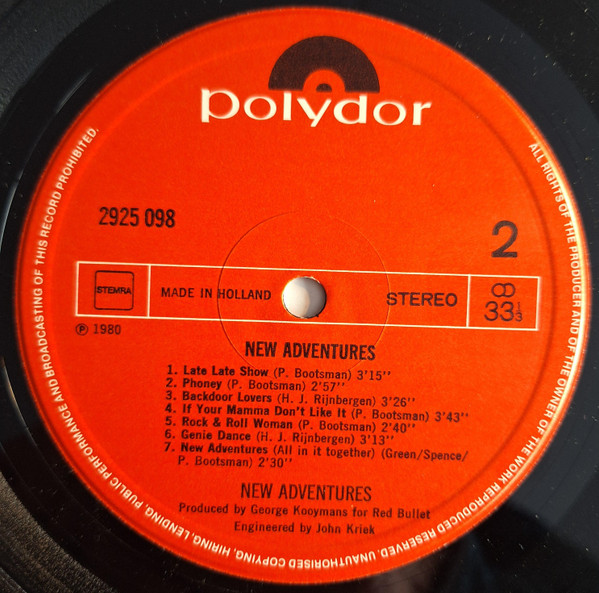 polydor
2925 098
2
STEMRA
MADE IN HOLLAND
STEREO
33 1/3
℗ 1980
NEW ADVENTURES
1. Late Late Show (P. Bootsman) 3'15''
2. Phoney (P. Bootsman) 2'57''
3. Backdoor Lovers (H. J. Rijnbergen) 3'26''
4. If Your Mamma Don't Like It (P. Bootsman) 3'43''
5. Rock & Roll Woman (P. Bootsman) 2'40''
6. Genie Dance (H. J. Rijnbergen) 3'13''
7. New Adventures (All in it together) (Green/Spence/
P. Bootsman) 2'30''
NEW ADVENTURES
Produced by George Kooymans for Red Bullet
Engineered by John Kriek
ALL RIGHTS OF THE PRODUCER AND OF THE OWNER OF THE WORK REPRODUCED RESERVED. UNAUTHORISED COPYING, HIRING, LENDING, PUBLIC PERFORMANCE AND BROADCASTING OF THIS RECORD PROHIBITED.